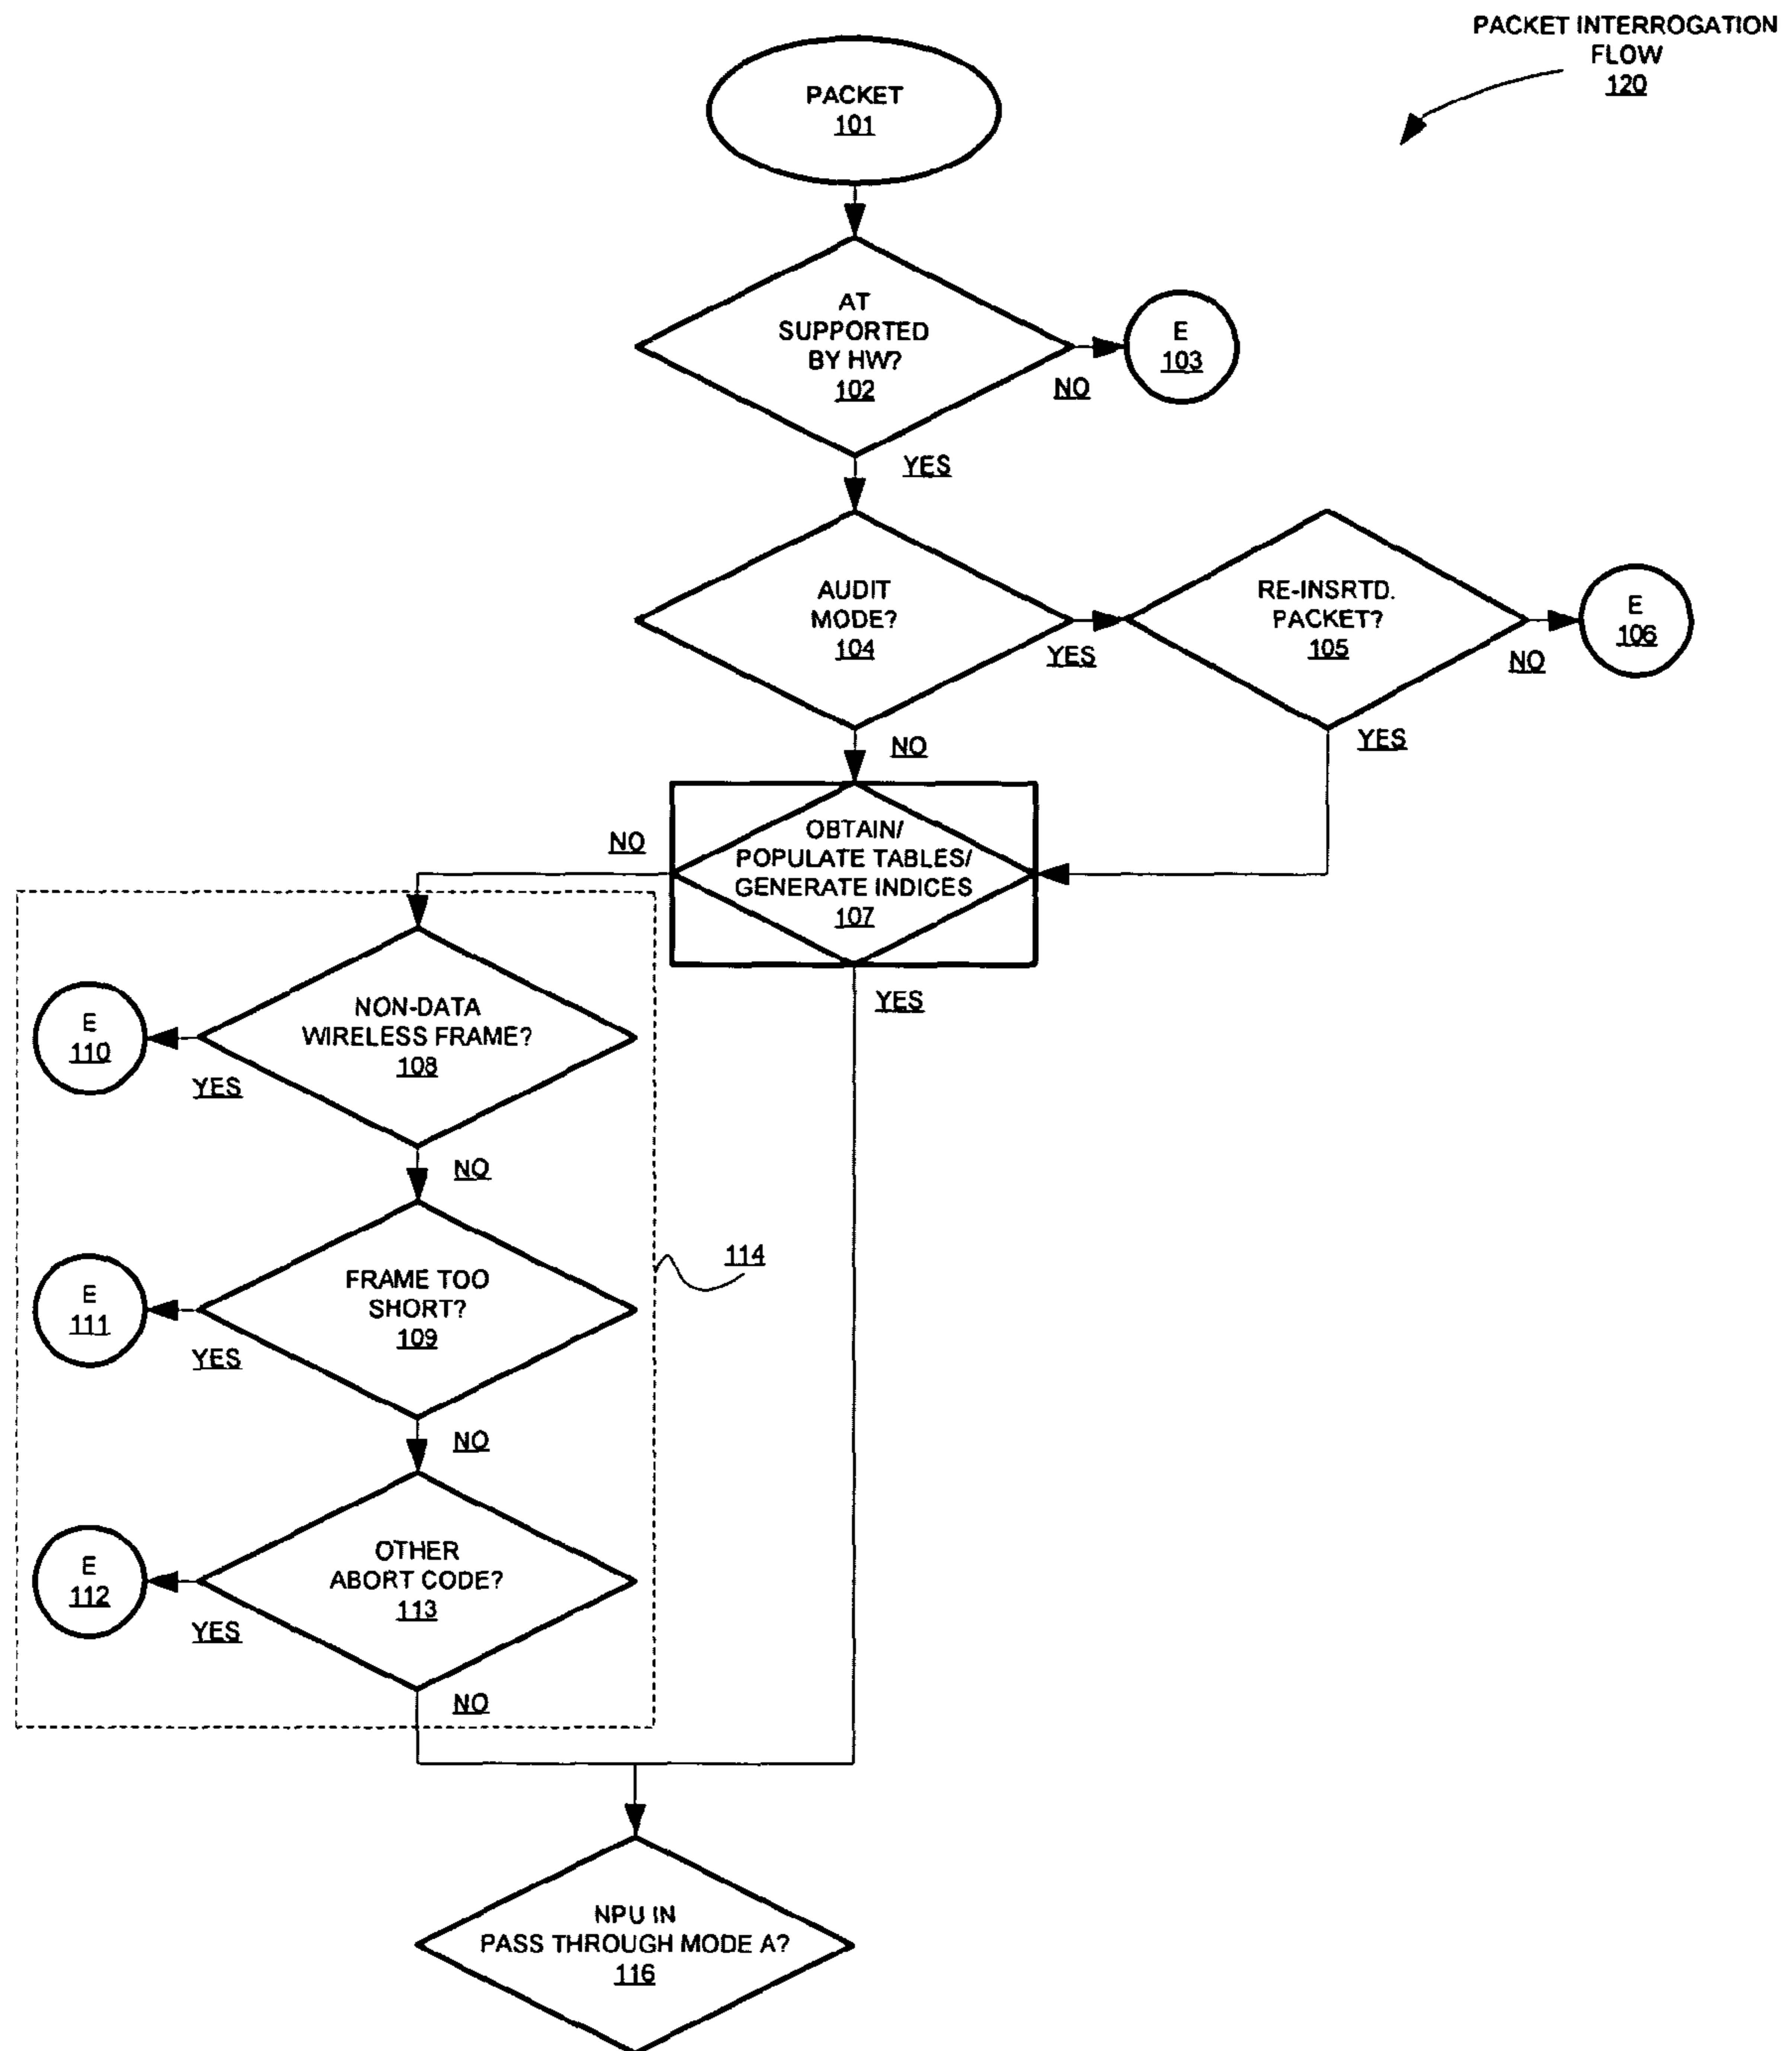 PACKET INTERROGATION
FLOW
120
PACKET
101
AT
SUPPORTED
BY HW?
102
E
103
NO
YES
AUDIT
MODE?
104
YES
RE-INSRTD.
PACKET?
105
E
106
NO
NO
YES
OBTAIN/
POPULATE TABLES/
GENERATE INDICES
107
NO
YES
NON-DATA
WIRELESS FRAME?
108
E
110
YES
NO
114
FRAME TOO
SHORT?
109
E
111
YES
NO
OTHER
ABORT CODE?
113
E
112
YES
NO
NPU IN
PASS THROUGH MODE A?
116